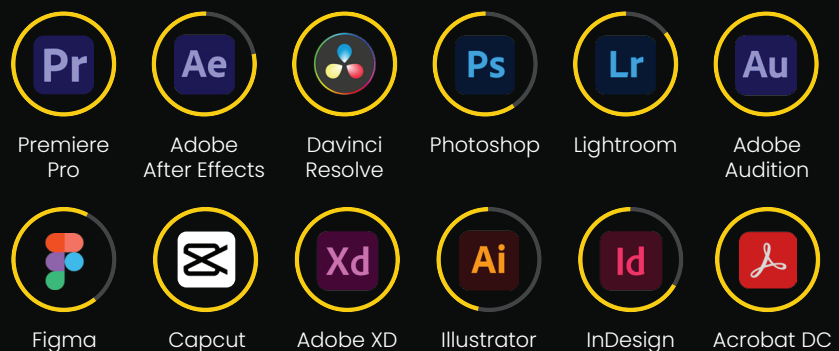 Pr Ae Ps Lr Au
Premiere Adobe Davinci Photoshop Lightroom Adobe
Pro After Effects Resolve Audition
Xd Ai Id
Figma Capcut Adobe XD Illustrator InDesign Acrobat DC